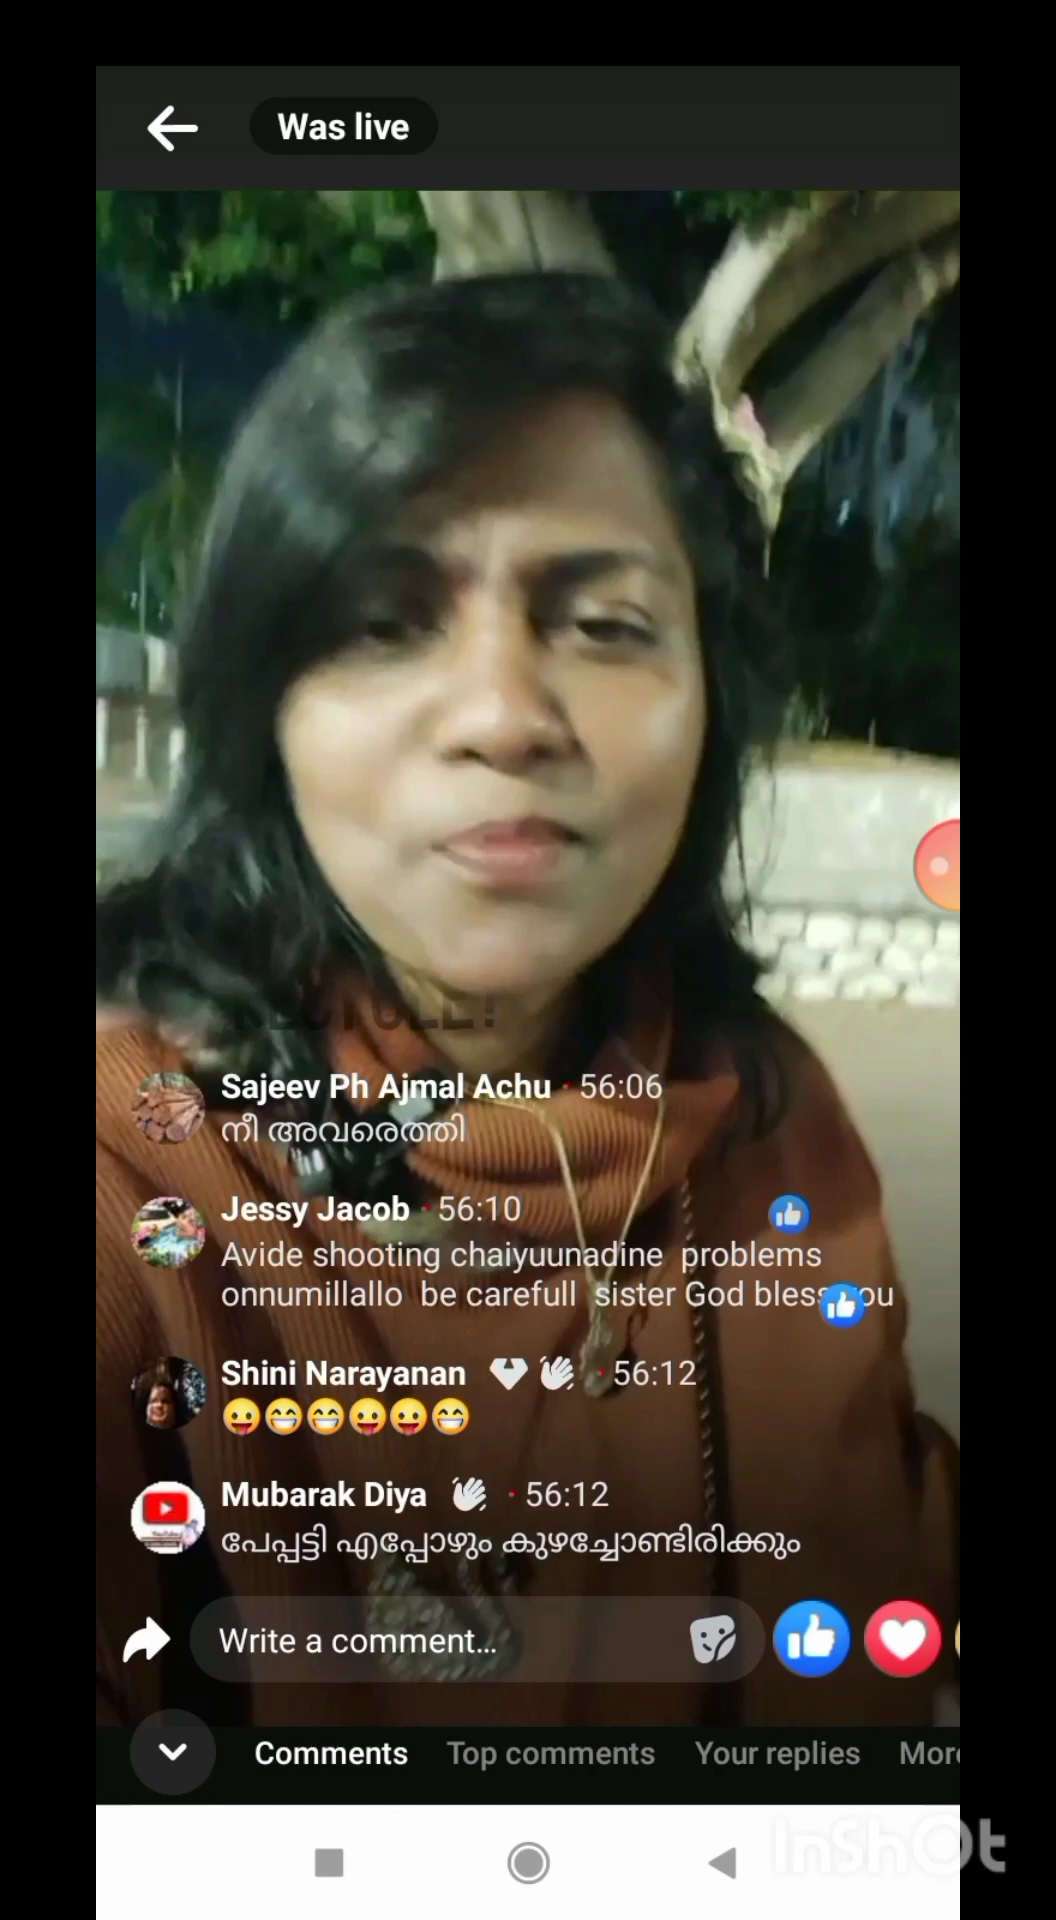 Was live
Sajeev Ph Ajmal Achu · 56:06
നീ അവരെത്തി
Jessy Jacob · 56:10
Avide shooting chaiyuunadine problems
onnumillallo be carefull sister God bless you
Shini Narayanan · 56:12
😛😁😁😛😛😁
Mubarak Diya · 56:12
പേപ്പട്ടി എപ്പോഴും കുഴച്ചോണ്ടിരിക്കും
Write a comment...
Comments Top comments Your replies More
InShOt